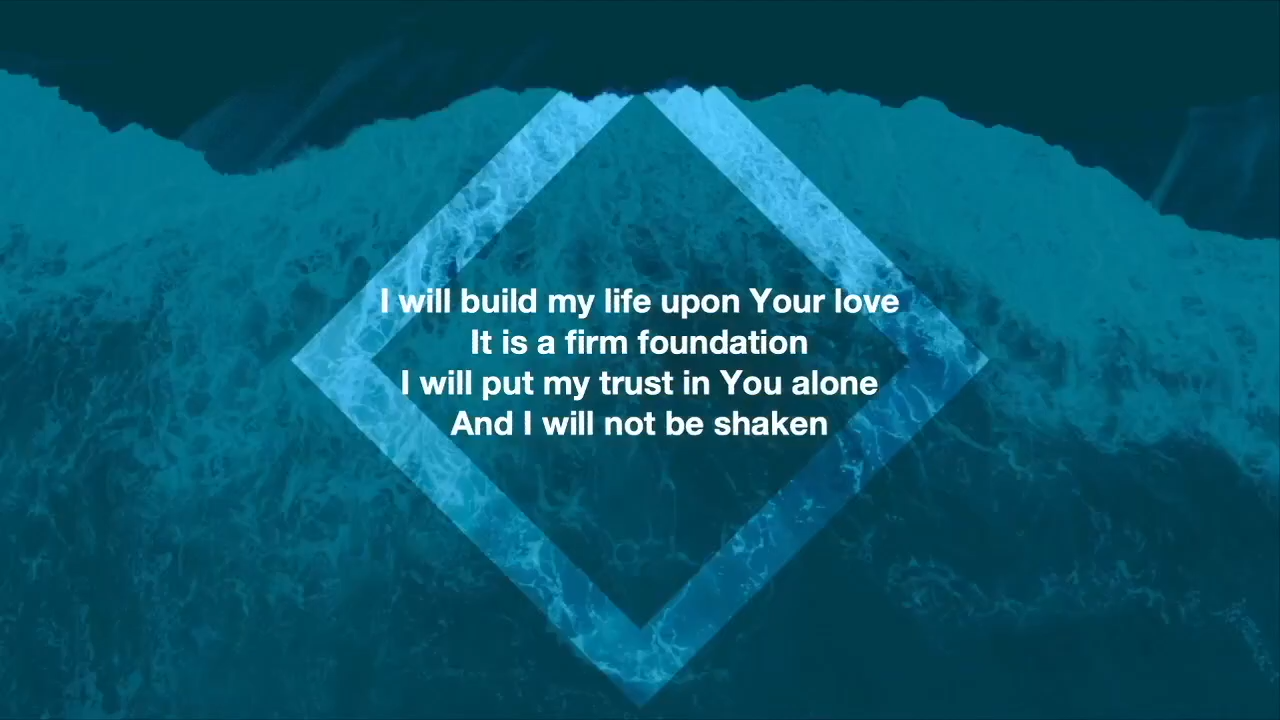 I will build my life upon Your love
It is a firm foundation
I will put my trust in You alone
And I will not be shaken